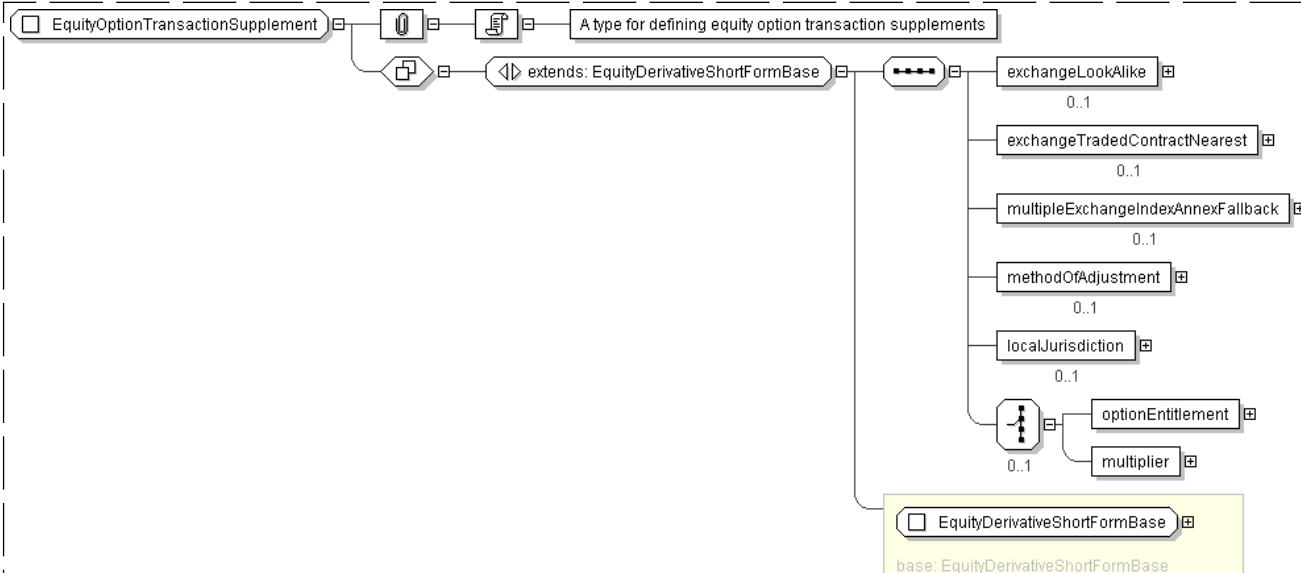 EquityOptionTransactionSupplement
A type for defining equity option transaction supplements
extends: EquityDerivativeShortFormBase
exchangeLookAlike
0..1
exchangeTradedContractNearest
0..1
multipleExchangeIndexAnnexFallback
0..1
methodOfAdjustment
0..1
localJurisdiction
0..1
optionEntitlement
0..1
multiplier
EquityDerivativeShortFormBase
base: EquityDerivativeShortFormBase